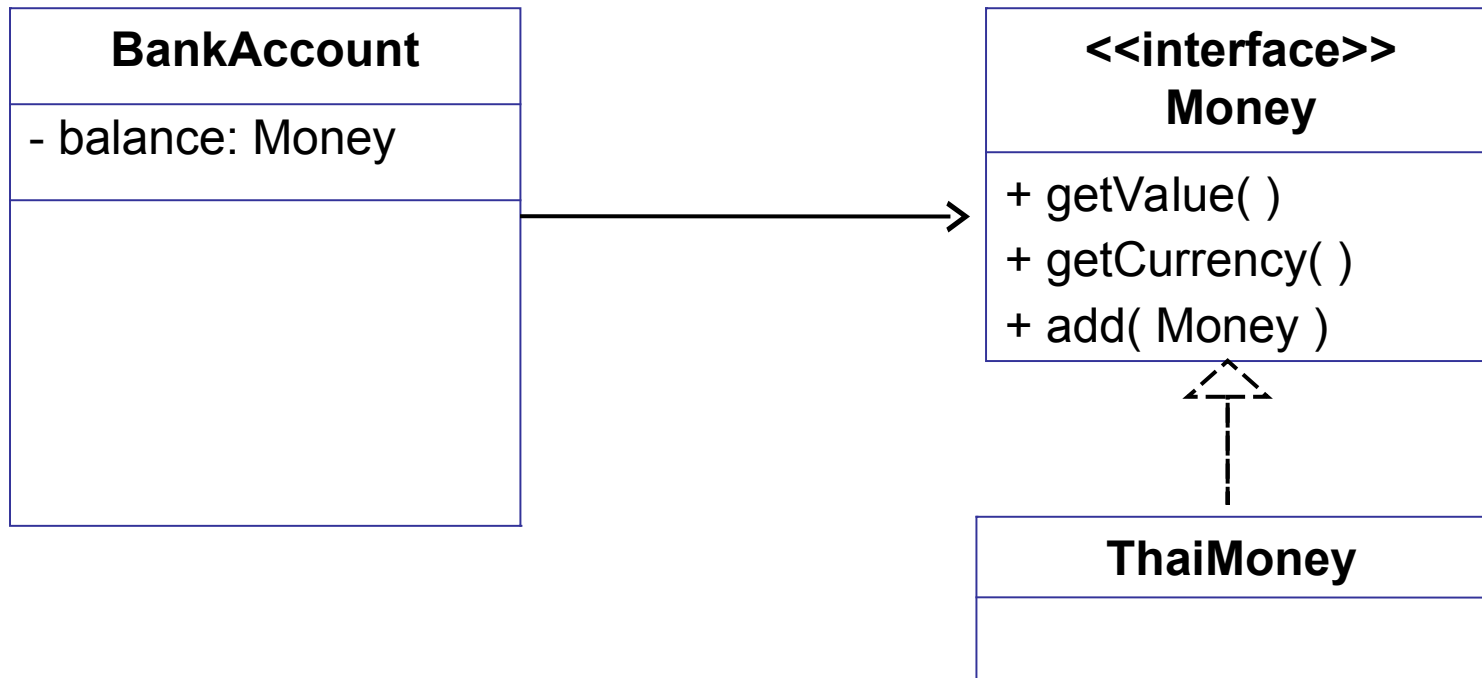 BankAccount
- balance: Money
<<interface>>
Money
+ getValue( )
+ getCurrency( )
+ add( Money )
ThaiMoney